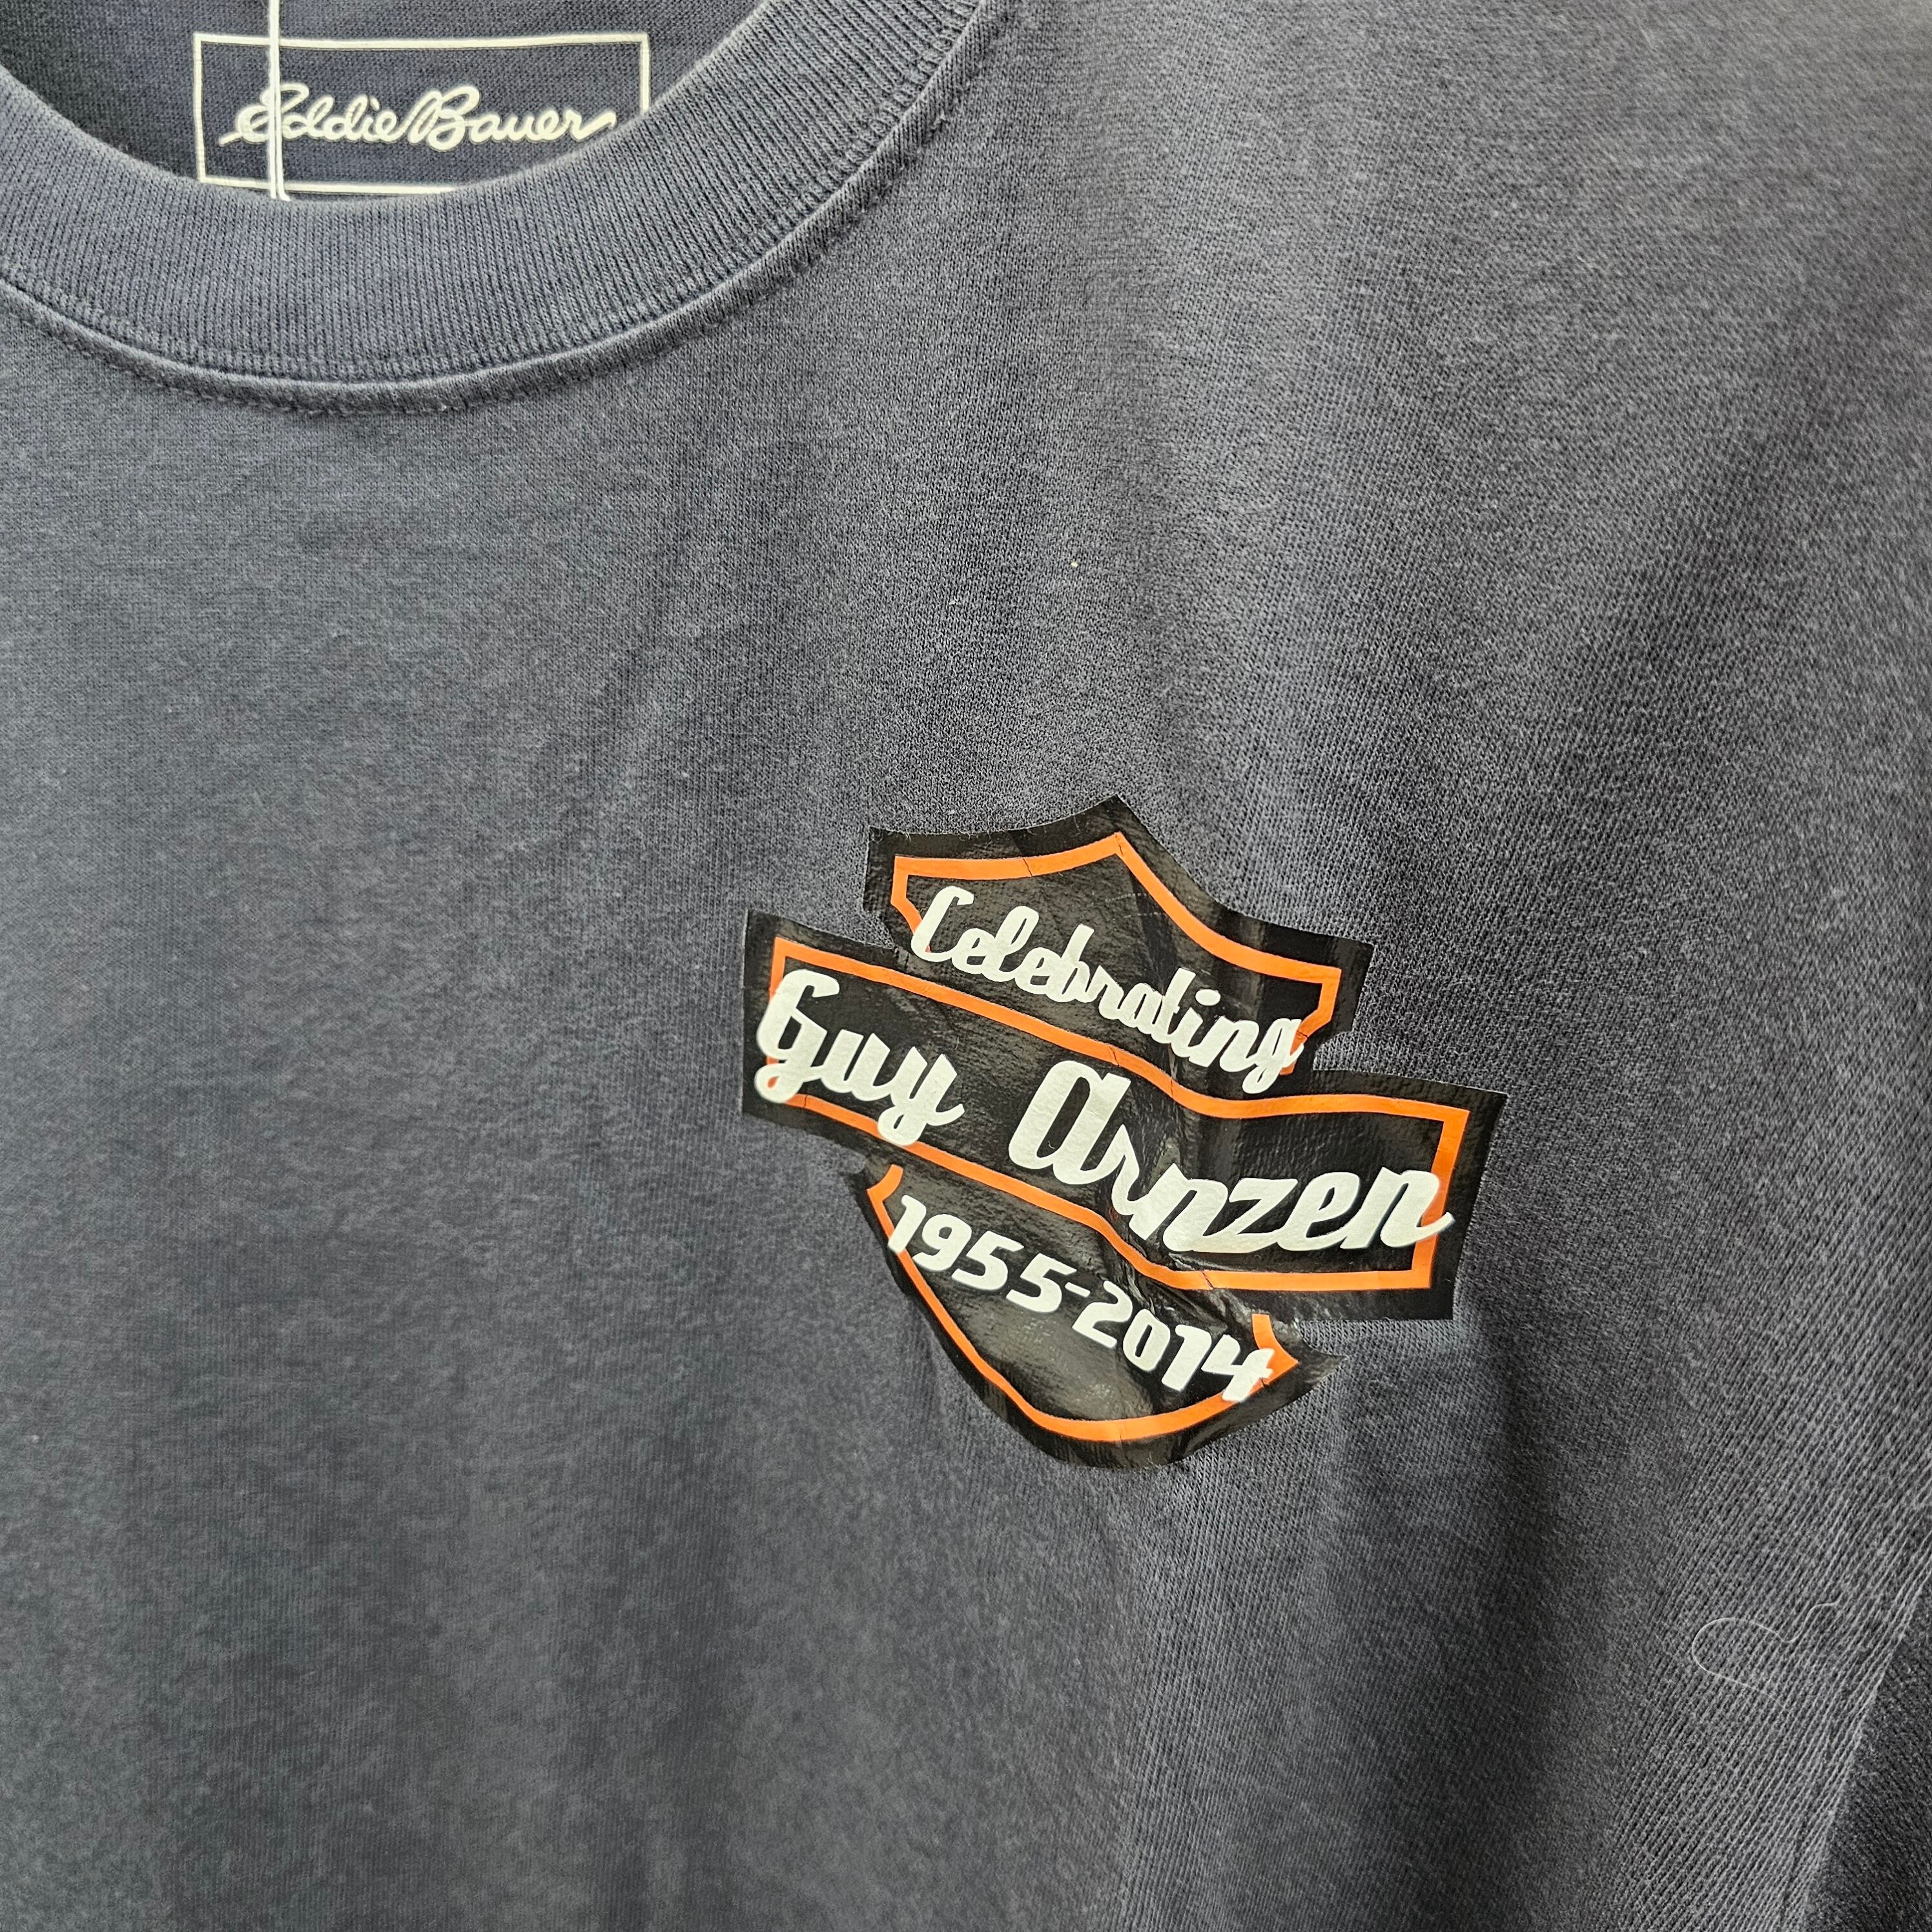 Eddie Bauer
Celebrating
Guy Arnzen
1955-2014